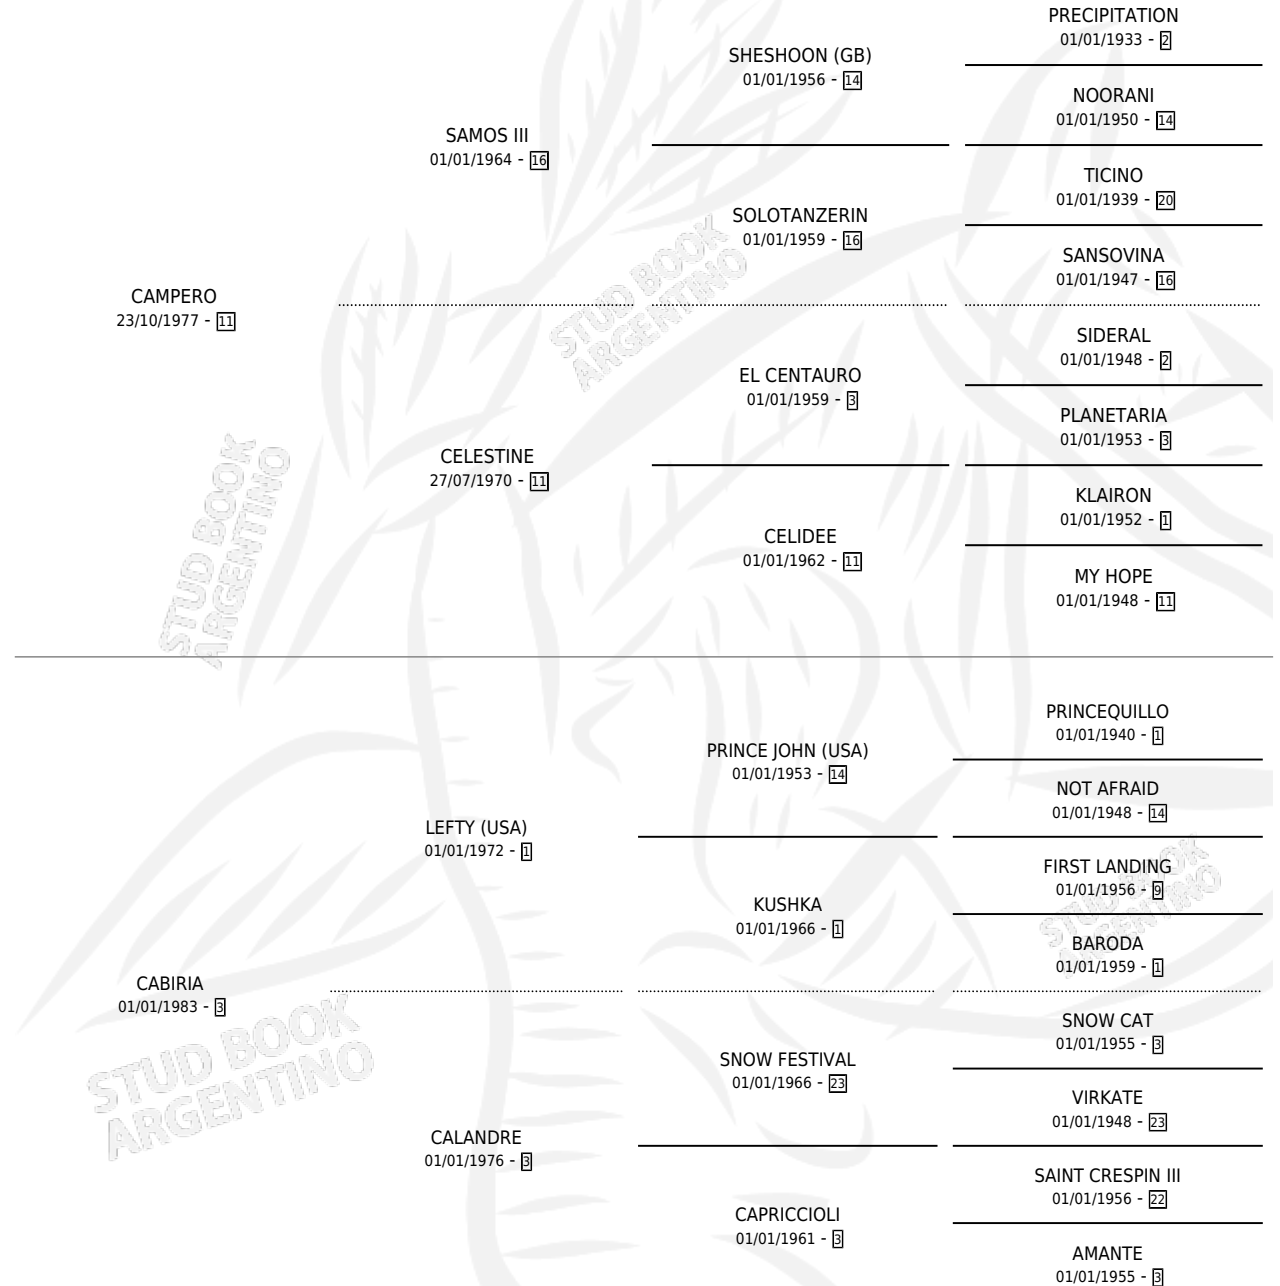 PRECIPITATION
01/01/1933 - 2
SHESHOON (GB)
01/01/1956 - 14
NOORANI
01/01/1950 - 14
SAMOS III
01/01/1964 - 16
TICINO
01/01/1939 - 20
SOLOTANZERIN
01/01/1959 - 16
SANSOVINA
01/01/1947 - 16
CAMPERO
23/10/1977 - 11
SIDERAL
01/01/1948 - 2
EL CENTAURO
01/01/1959 - 3
PLANETARIA
01/01/1953 - 3
CELESTINE
27/07/1970 - 11
KLAIRON
01/01/1952 - 1
CELIDEE
01/01/1962 - 11
MY HOPE
01/01/1948 - 11
STUD BOOK
ARGENTINO
STUD BOOK
ARGENTINO
PRINCEQUILLO
01/01/1940 - 1
PRINCE JOHN (USA)
01/01/1953 - 14
NOT AFRAID
01/01/1948 - 14
LEFTY (USA)
01/01/1972 - 1
FIRST LANDING
01/01/1956 - 9
KUSHKA
01/01/1966 - 1
BARODA
01/01/1959 - 1
CABIRIA
01/01/1983 - 3
SNOW CAT
01/01/1955 - 3
SNOW FESTIVAL
01/01/1966 - 23
VIRKATE
01/01/1948 - 23
CALANDRE
01/01/1976 - 3
SAINT CRESPIN III
01/01/1956 - 22
CAPRICCIOLI
01/01/1961 - 3
AMANTE
01/01/1955 - 3
STUD BOOK
ARGENTINO
STUD BOOK
ARGENTINO